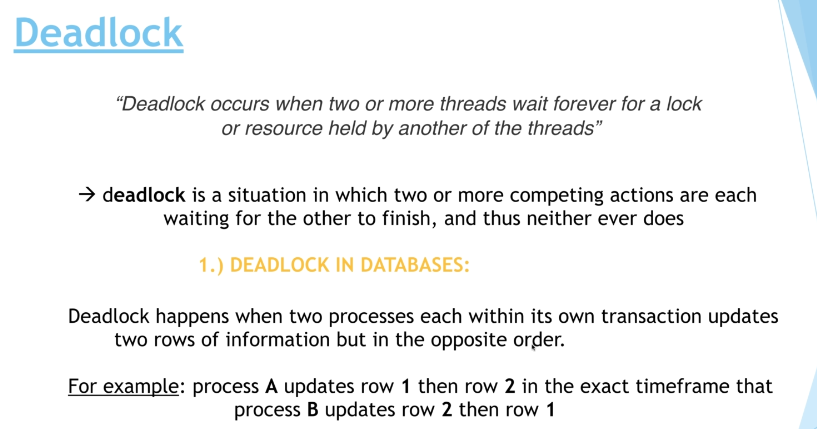 Deadlock
“Deadlock occurs when two or more threads wait forever for a lock
or resource held by another of the threads”
→ deadlock is a situation in which two or more competing actions are each
waiting for the other to finish, and thus neither ever does
1.) DEADLOCK IN DATABASES:
Deadlock happens when two processes each within its own transaction updates
two rows of information but in the opposite order.
For example: process A updates row 1 then row 2 in the exact timeframe that
process B updates row 2 then row 1